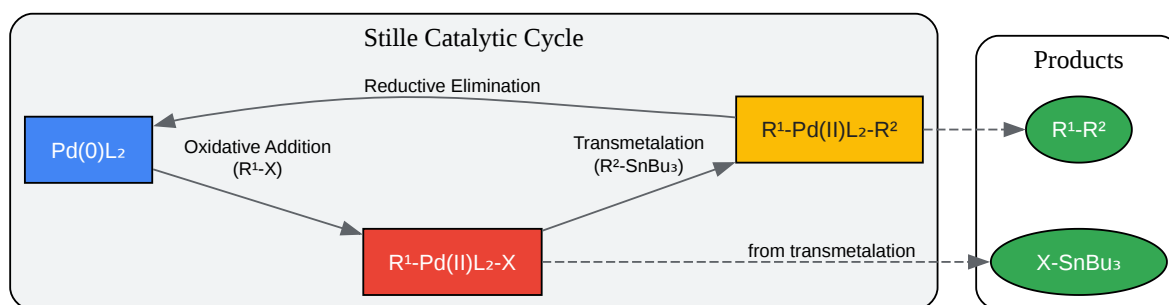 Stille Catalytic Cycle
Products
Reductive Elimination
Pd(0)L₂
Oxidative Addition
(R¹-X)
Transmetalation
(R²-SnBu₃)
R¹-Pd(II)L₂-R²
R¹-R²
R¹-Pd(II)L₂-X
from transmetalation
X-SnBu₃